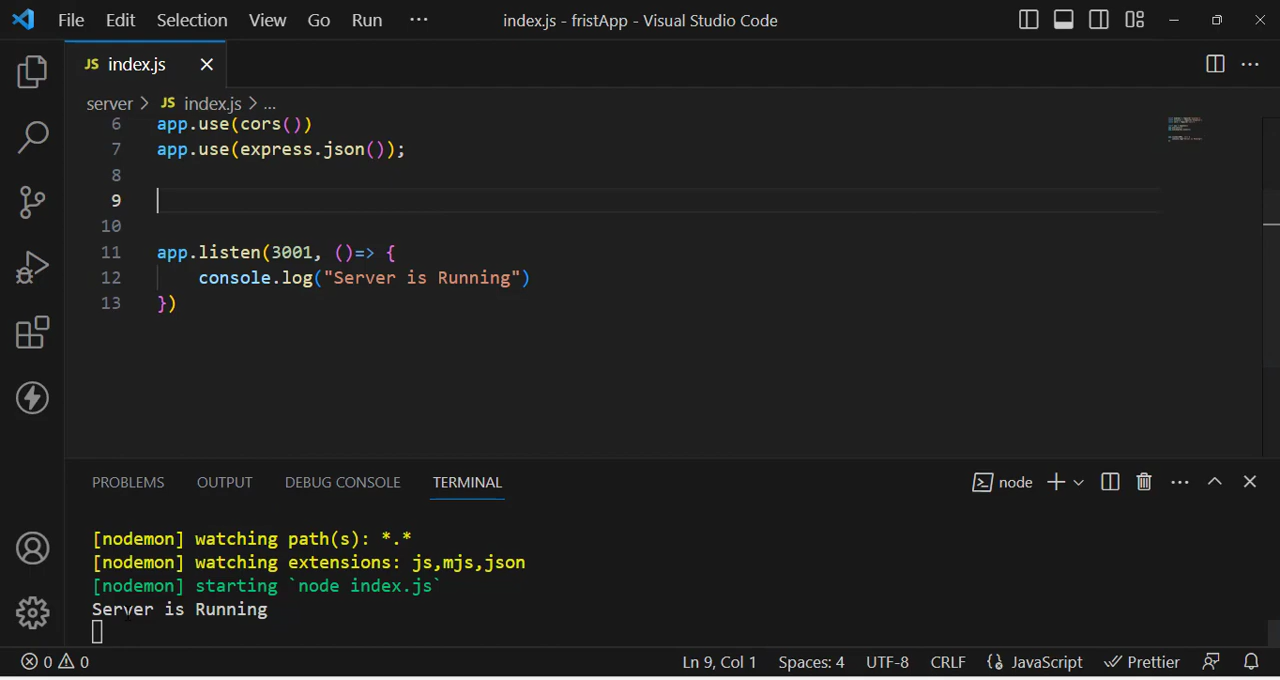 File Edit Selection View Go Run ··· index.js - fristApp - Visual Studio Code
JS index.js
server > JS index.js > ...
6 app.use(cors())
7 app.use(express.json());
8
9
10
11 app.listen(3001, ()=> {
12 console.log("Server is Running")
13 })
PROBLEMS OUTPUT DEBUG CONSOLE TERMINAL node
[nodemon] watching path(s): *.*
[nodemon] watching extensions: js,mjs,json
[nodemon] starting `node index.js`
Server is Running
0 0 Ln 9, Col 1 Spaces: 4 UTF-8 CRLF {} JavaScript Prettier